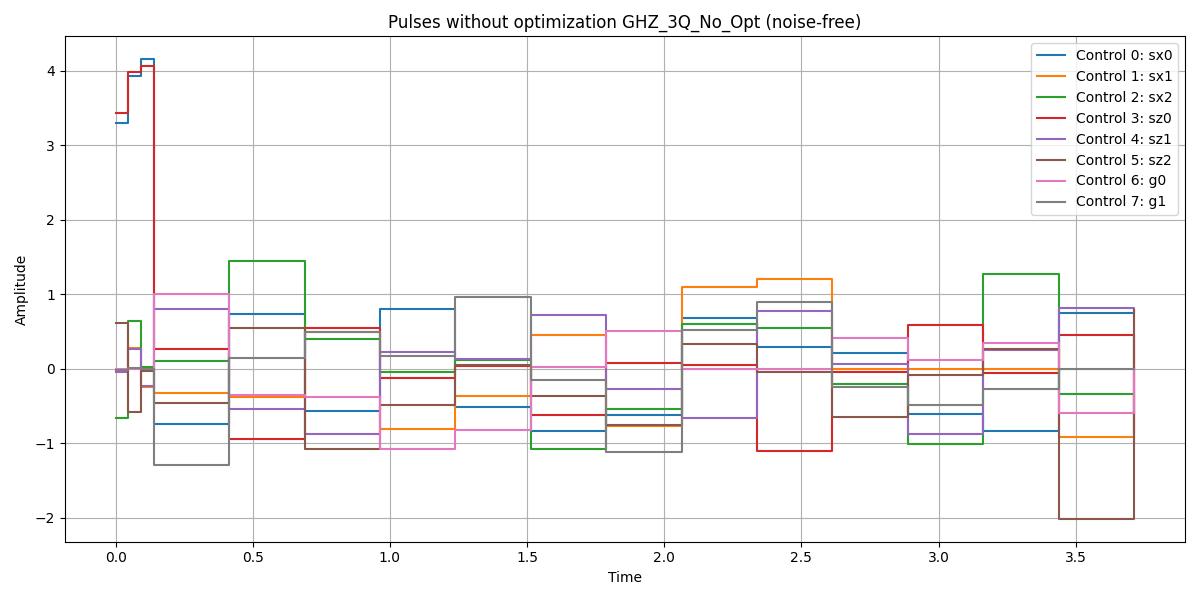 Pulses without optimization GHZ_3Q_No_Opt (noise-free)
Amplitude
4
3
2
1
0
−1
−2
Control 0: sx0
Control 1: sx1
Control 2: sx2
Control 3: sz0
Control 4: sz1
Control 5: sz2
Control 6: g0
Control 7: g1
0.0 0.5 1.0 1.5 2.0 2.5 3.0 3.5
Time